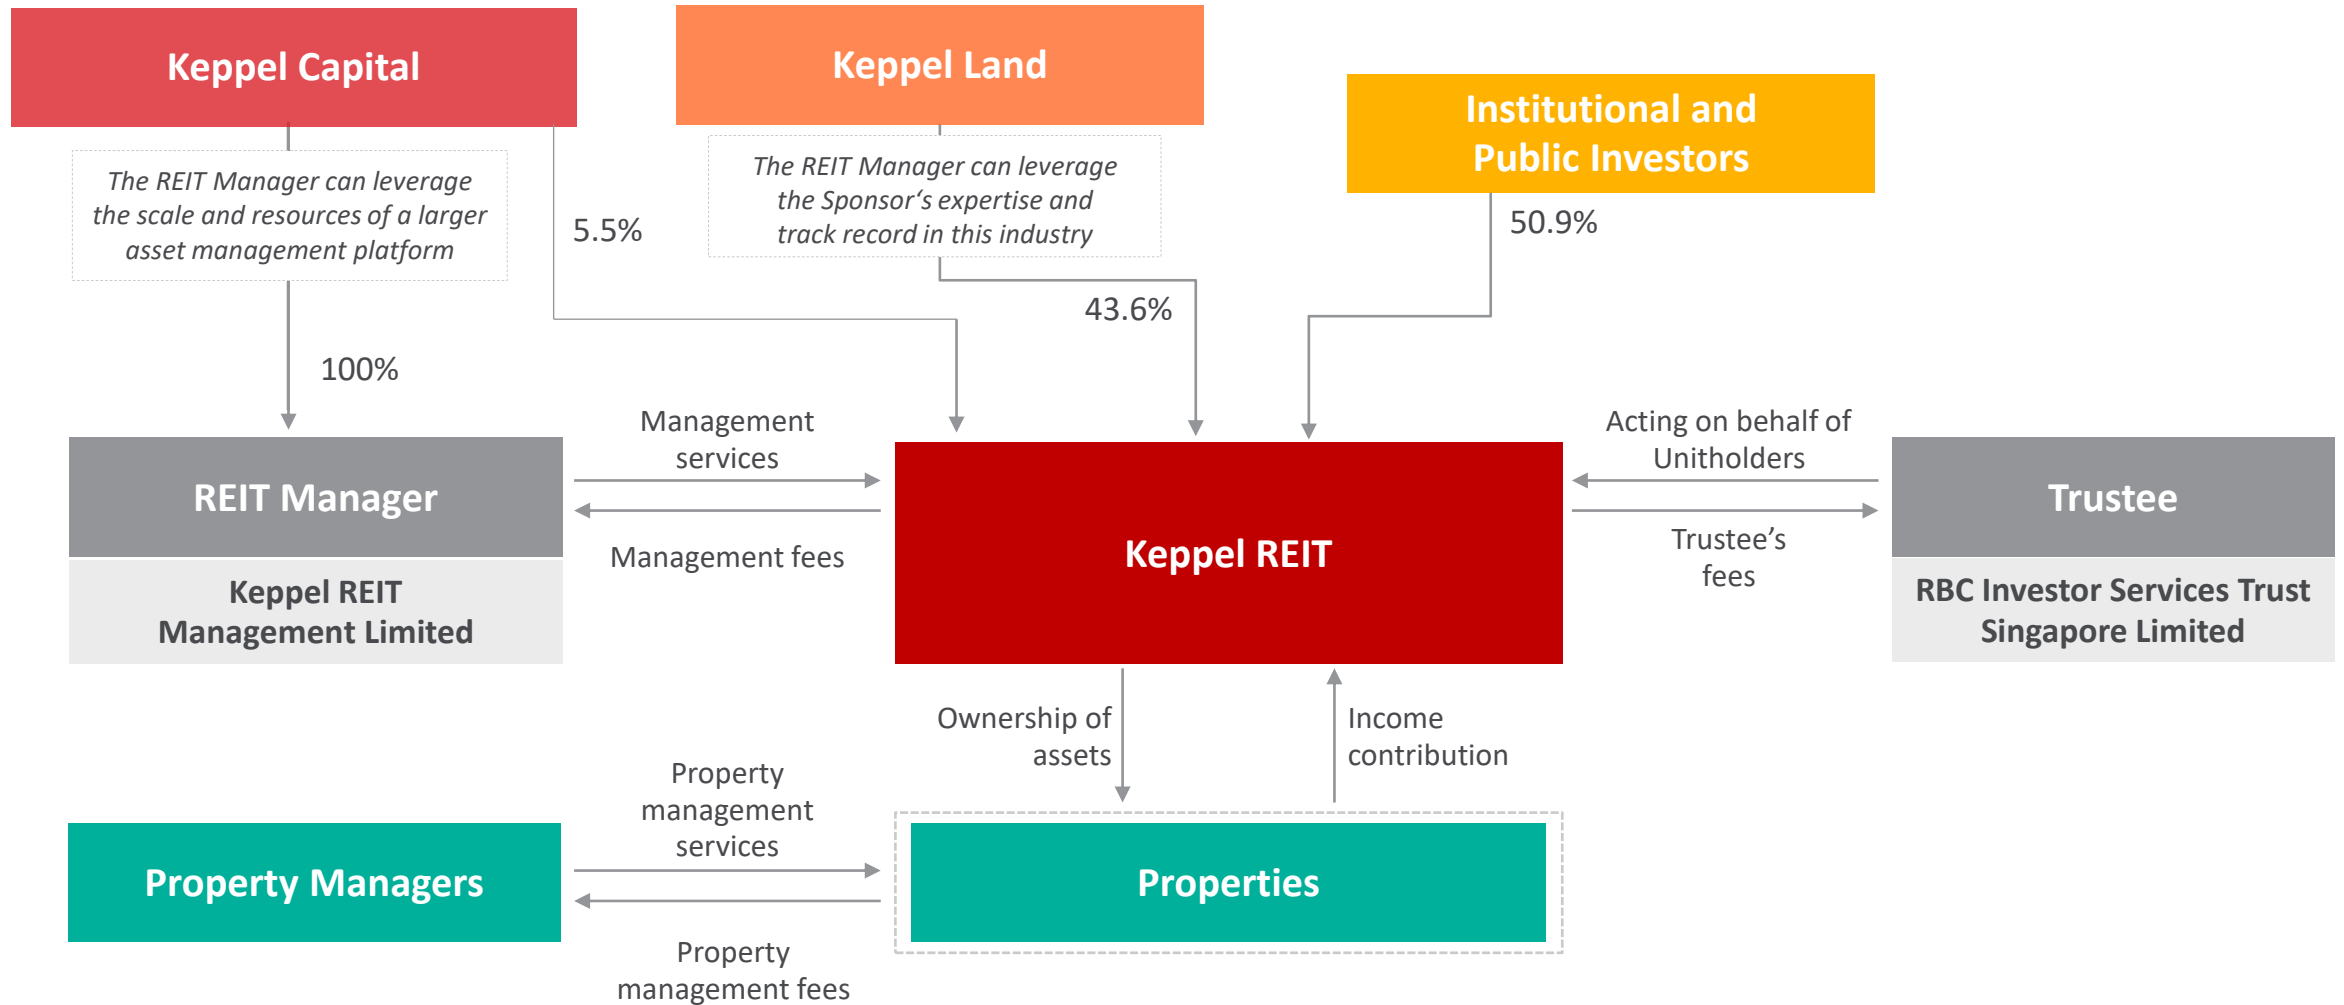 Keppel Capital
Keppel Land
Institutional and
Public Investors
The REIT Manager can leverage
the scale and resources of a larger
asset management platform
The REIT Manager can leverage
the Sponsor‘s expertise and
track record in this industry
5.5%
50.9%
43.6%
100%
Management
services
Acting on behalf of
Unitholders
REIT Manager
Keppel REIT
Management Limited
Management fees
Keppel REIT
Trustee’s
fees
Trustee
RBC Investor Services Trust
Singapore Limited
Ownership of
assets
Income
contribution
Property
management
services
Property Managers
Properties
Property
management fees